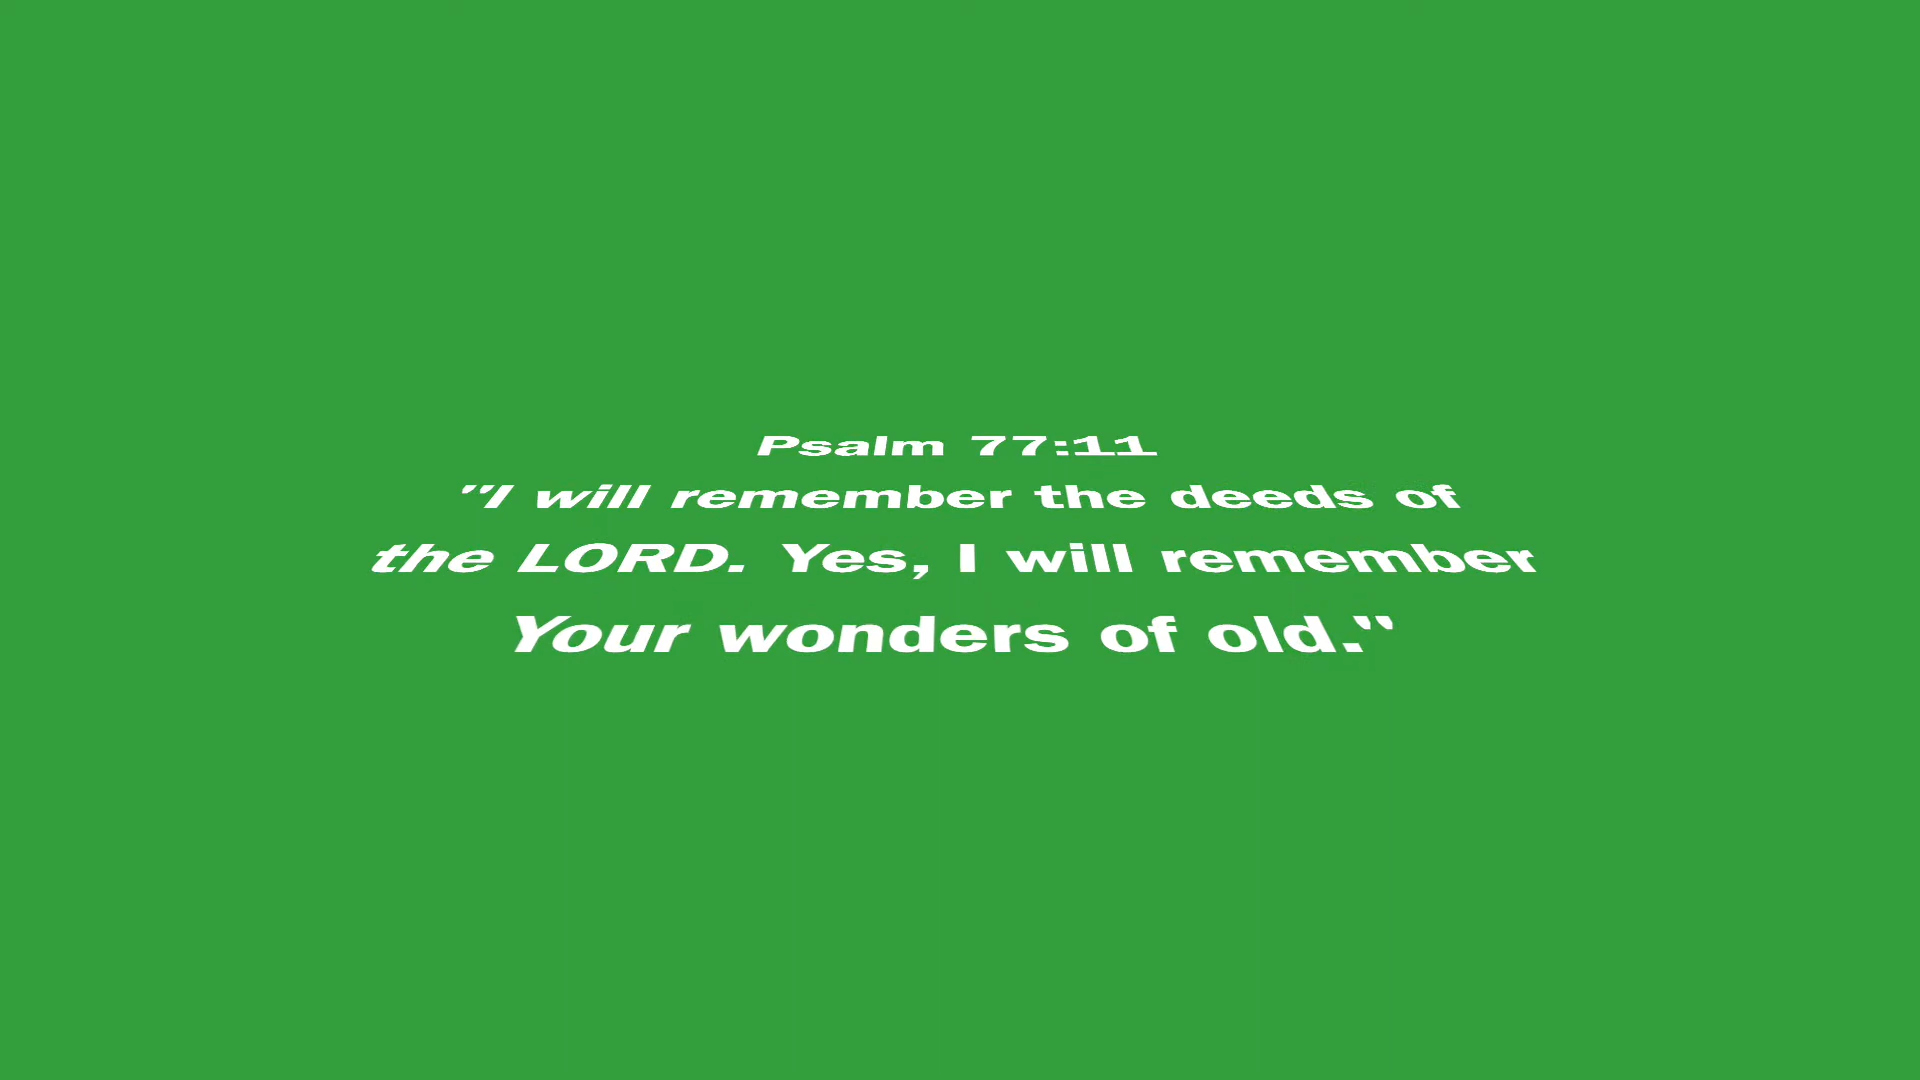 Psalm 77:11
"I will remember the deeds of
the LORD. Yes, I will remember
Your wonders of old."